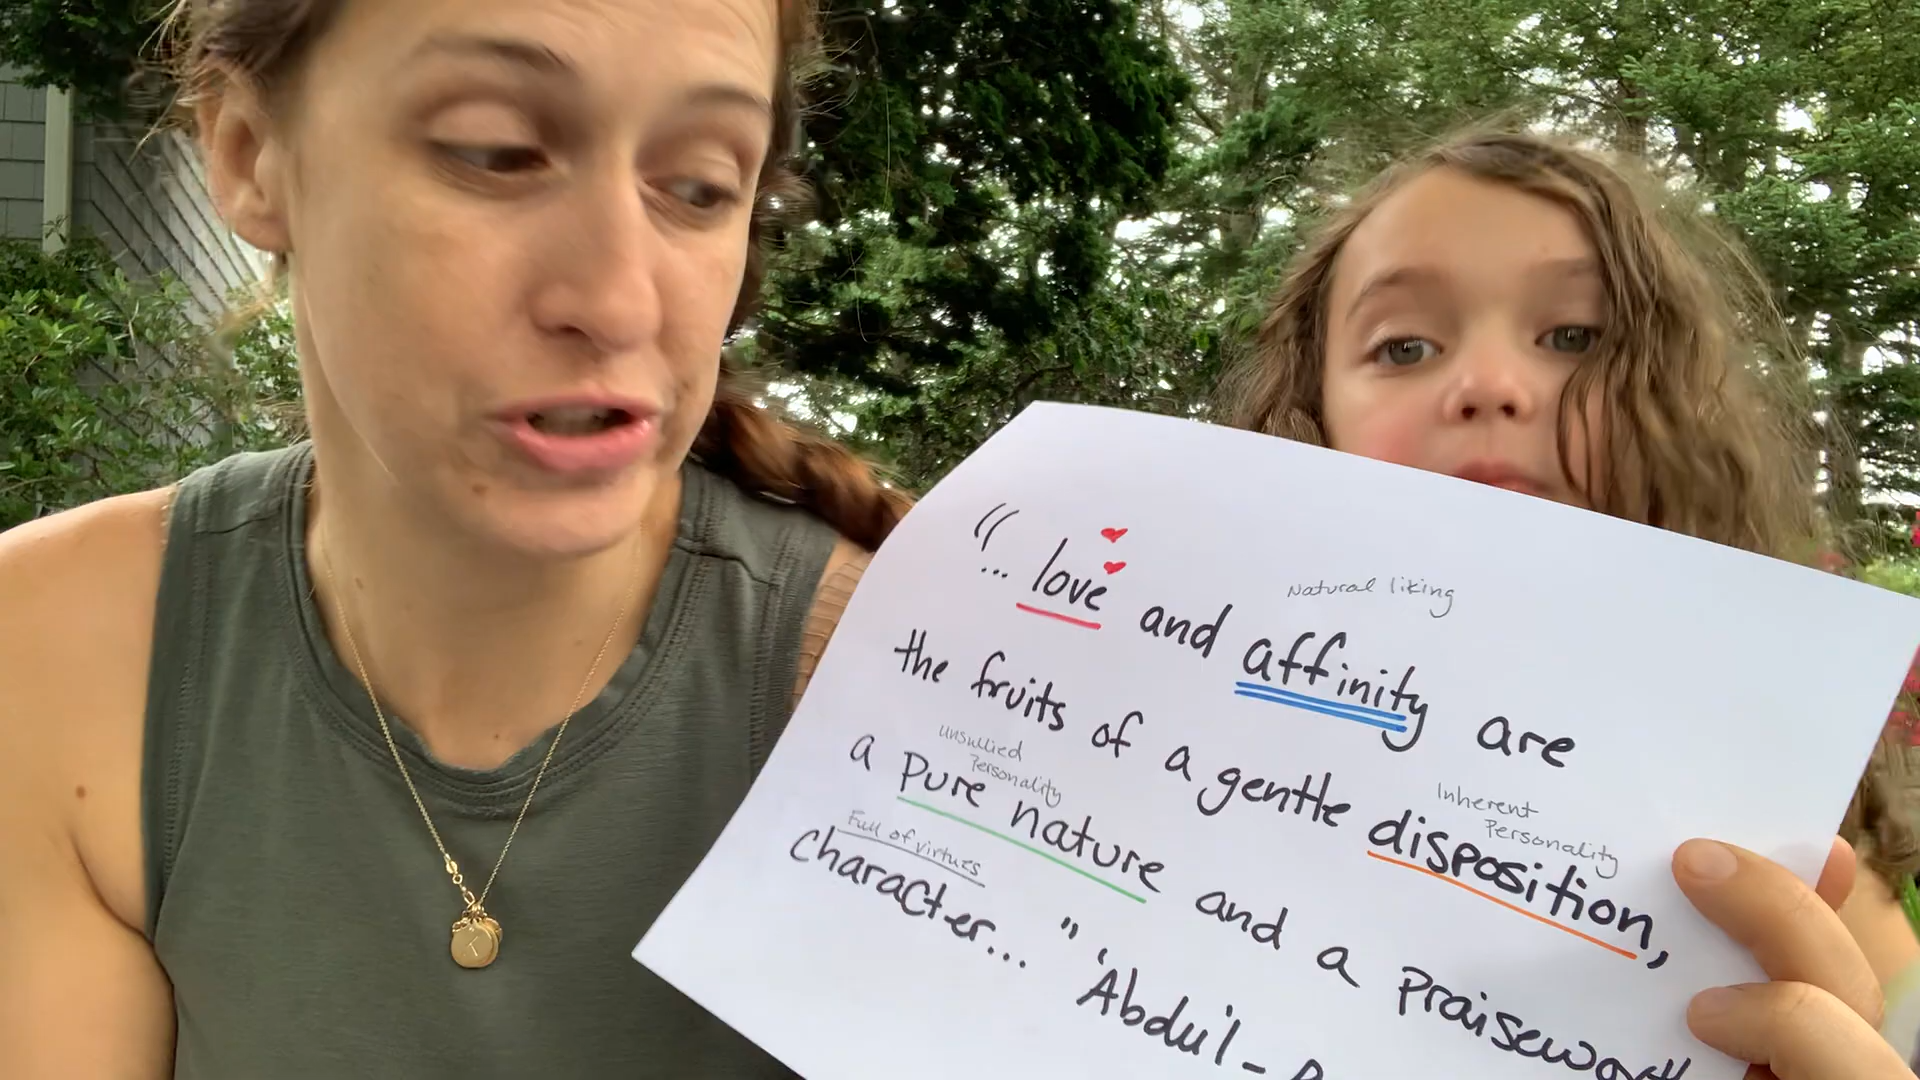 "... love and affinity are
Natural liking
the fruits of a gentle disposition,
Inherent
Personality
a pure nature and a
unsullied
Personality
character..." 'Abdu'l-
Full of virtues
K